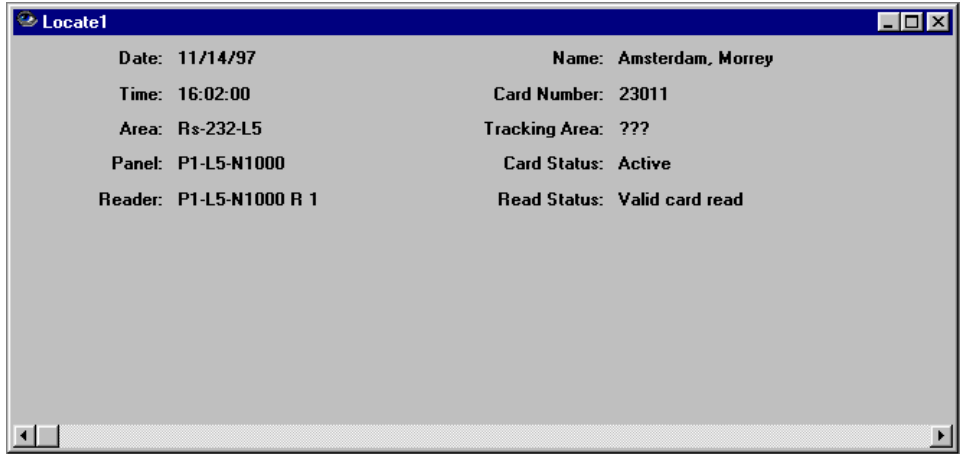 Locate1
Date: 11/14/97 Name: Amsterdam, Morrey
Time: 16:02:00 Card Number: 23011
Area: Rs-232-L5 Tracking Area: ???
Panel: P1-L5-N1000 Card Status: Active
Reader: P1-L5-N1000 R 1 Read Status: Valid card read